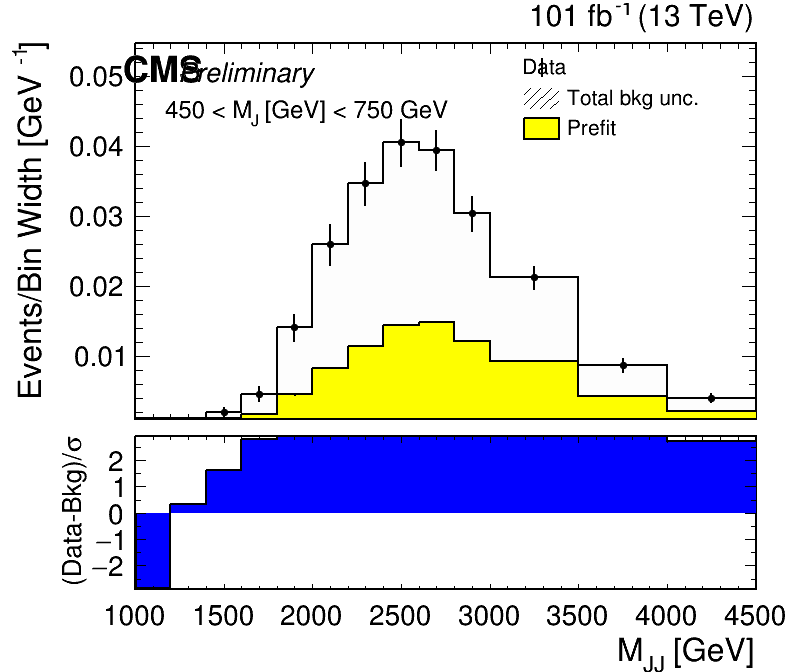 101 fb⁻¹ (13 TeV)
CMS Preliminary
450 < M_J [GeV] < 750 GeV
Data
Total bkg unc.
Prefit
Events/Bin Width [GeV⁻¹]
0.05
0.04
0.03
0.02
0.01
(Data-Bkg)/σ
2
1
0
−1
−2
1000 1500 2000 2500 3000 3500 4000 4500
M_JJ [GeV]